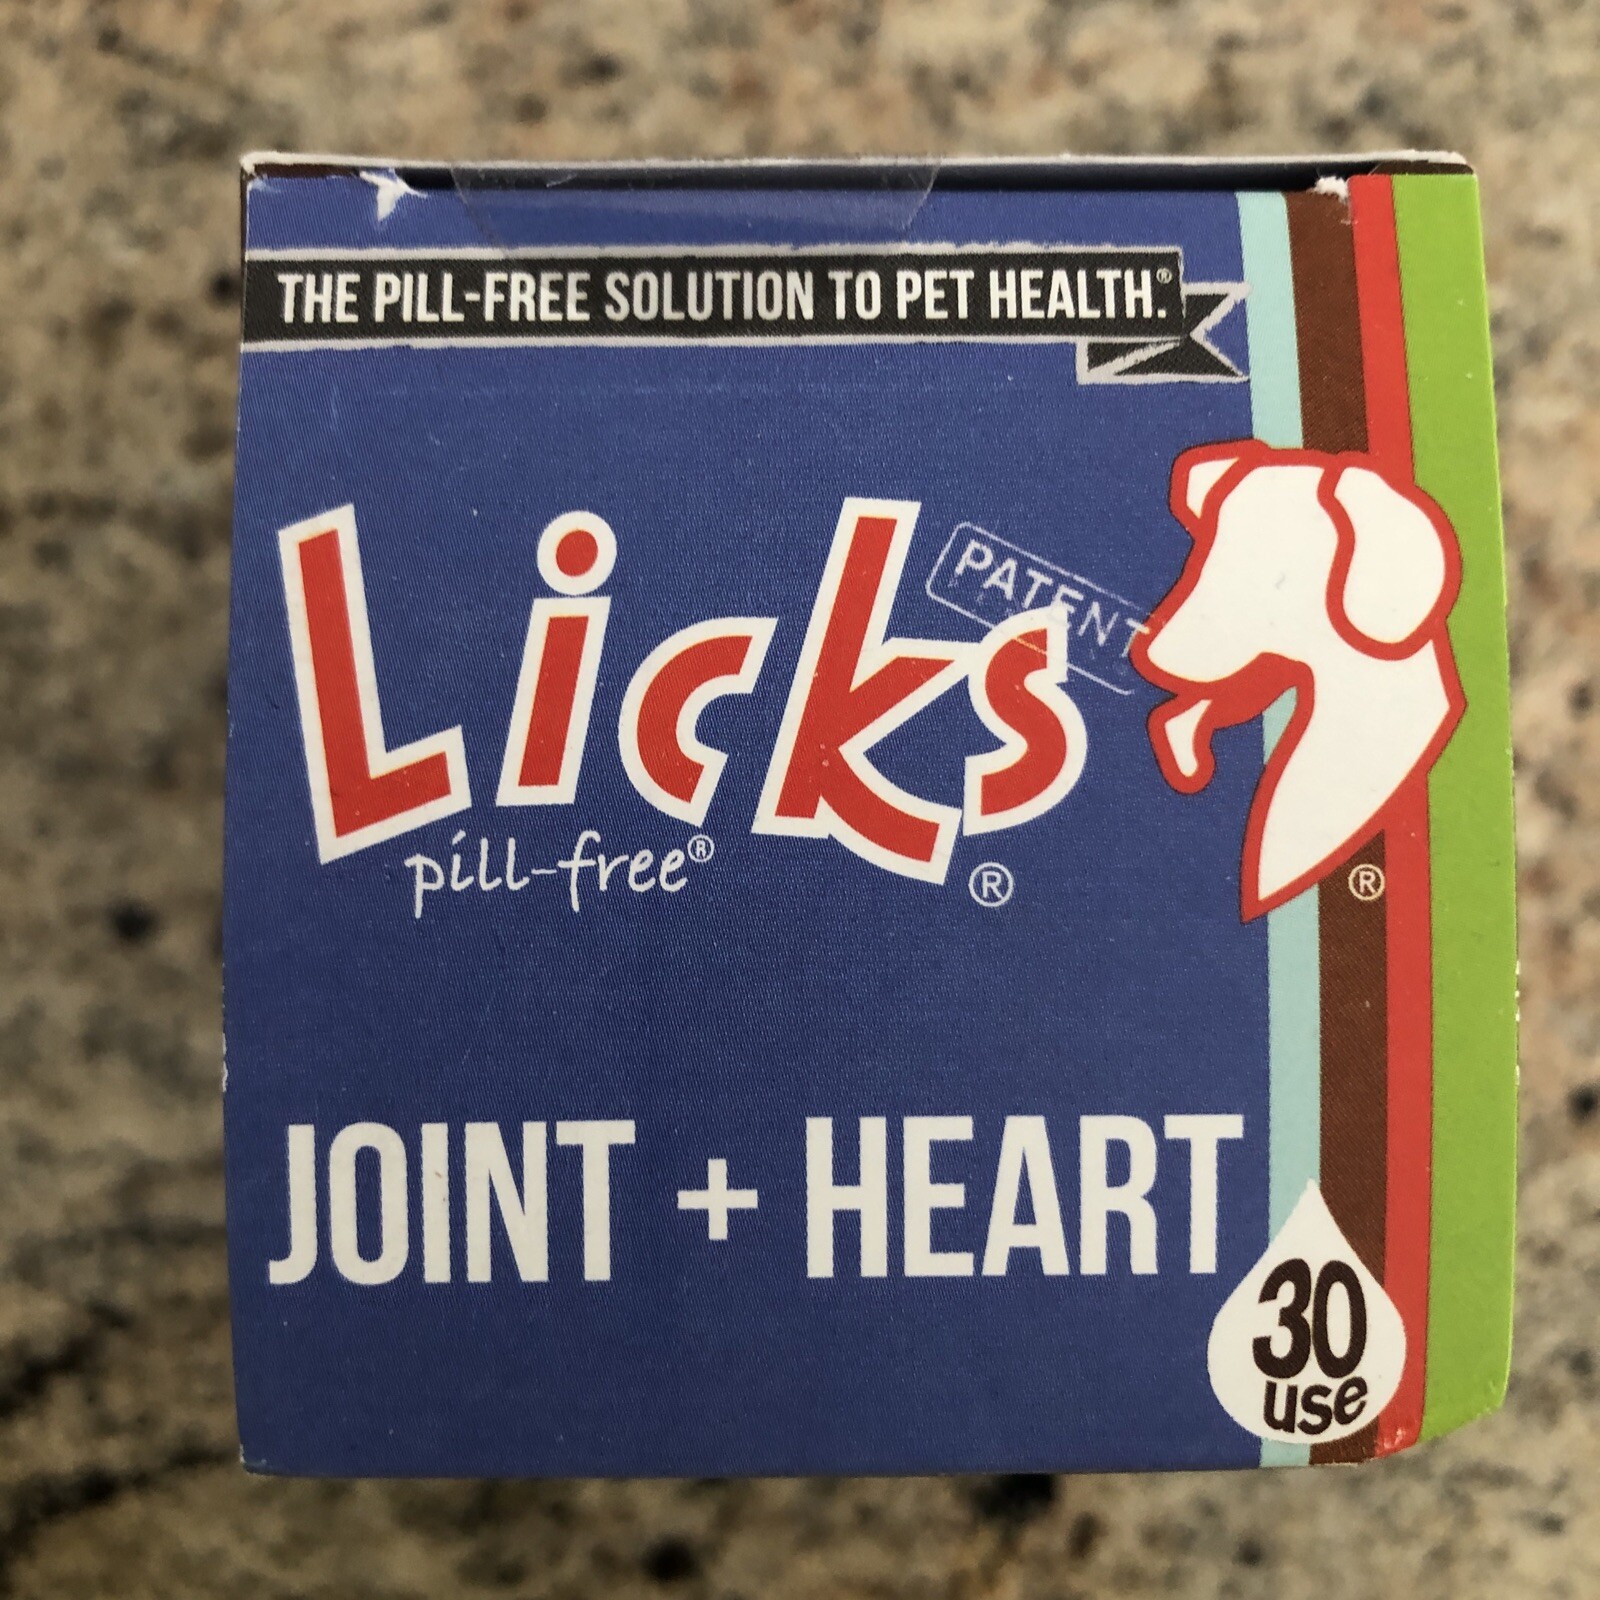 THE PILL-FREE SOLUTION TO PET HEALTH.®
Licks®
PATENT
pill-free®
®
JOINT + HEART
30
use